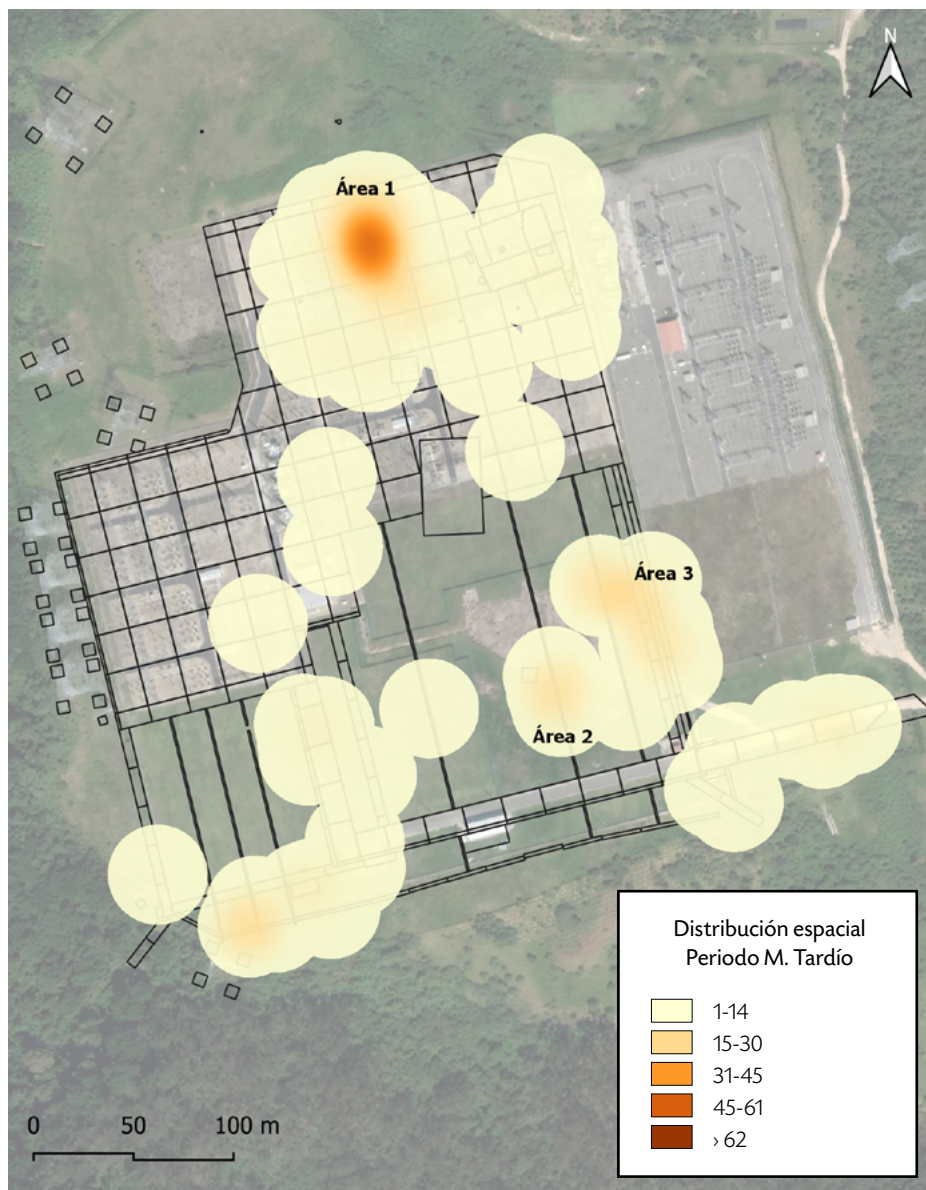 N
Área 1
Área 3
Área 2
Distribución espacial
Periodo M. Tardío
1-14
15-30
31-45
45-61
› 62
0 50 100 m